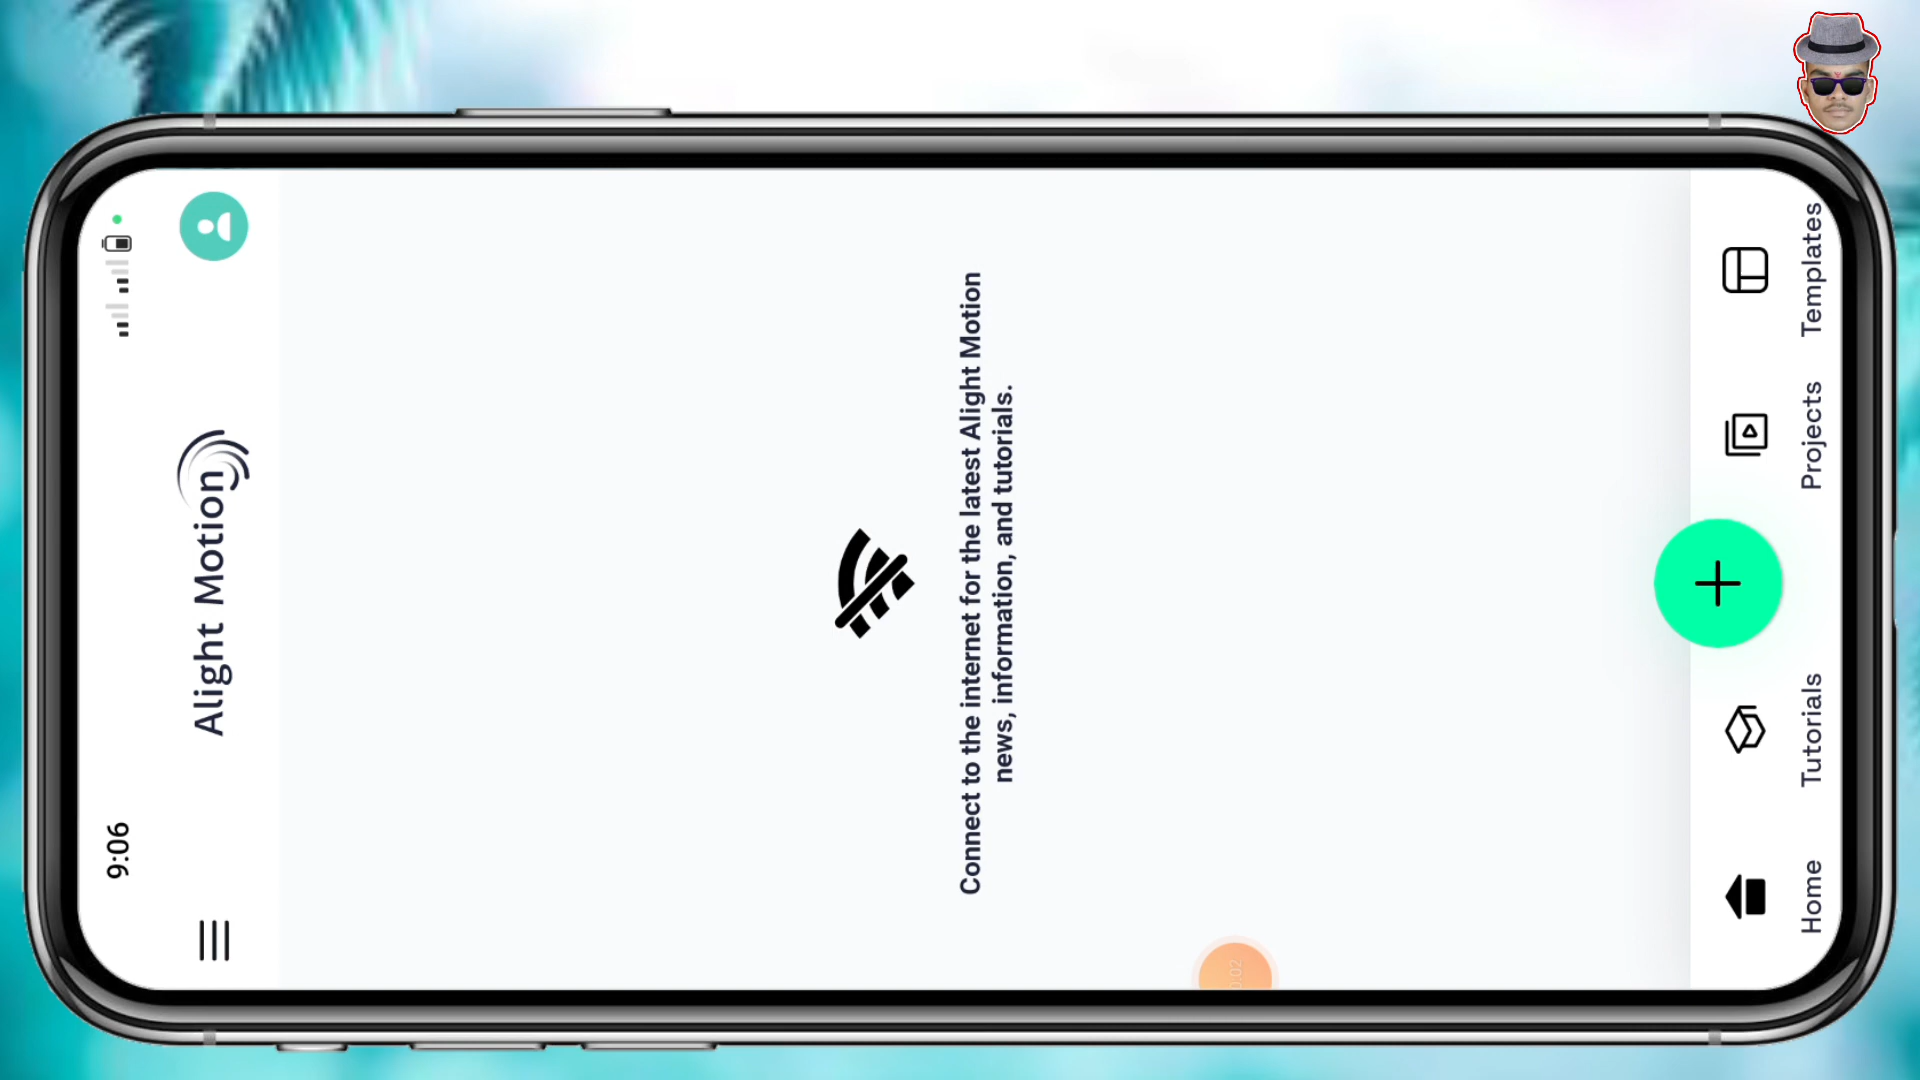 9:06
Alight Motion
Connect to the internet for the latest Alight Motion
news, information, and tutorials.
Home
Tutorials
Projects
Templates